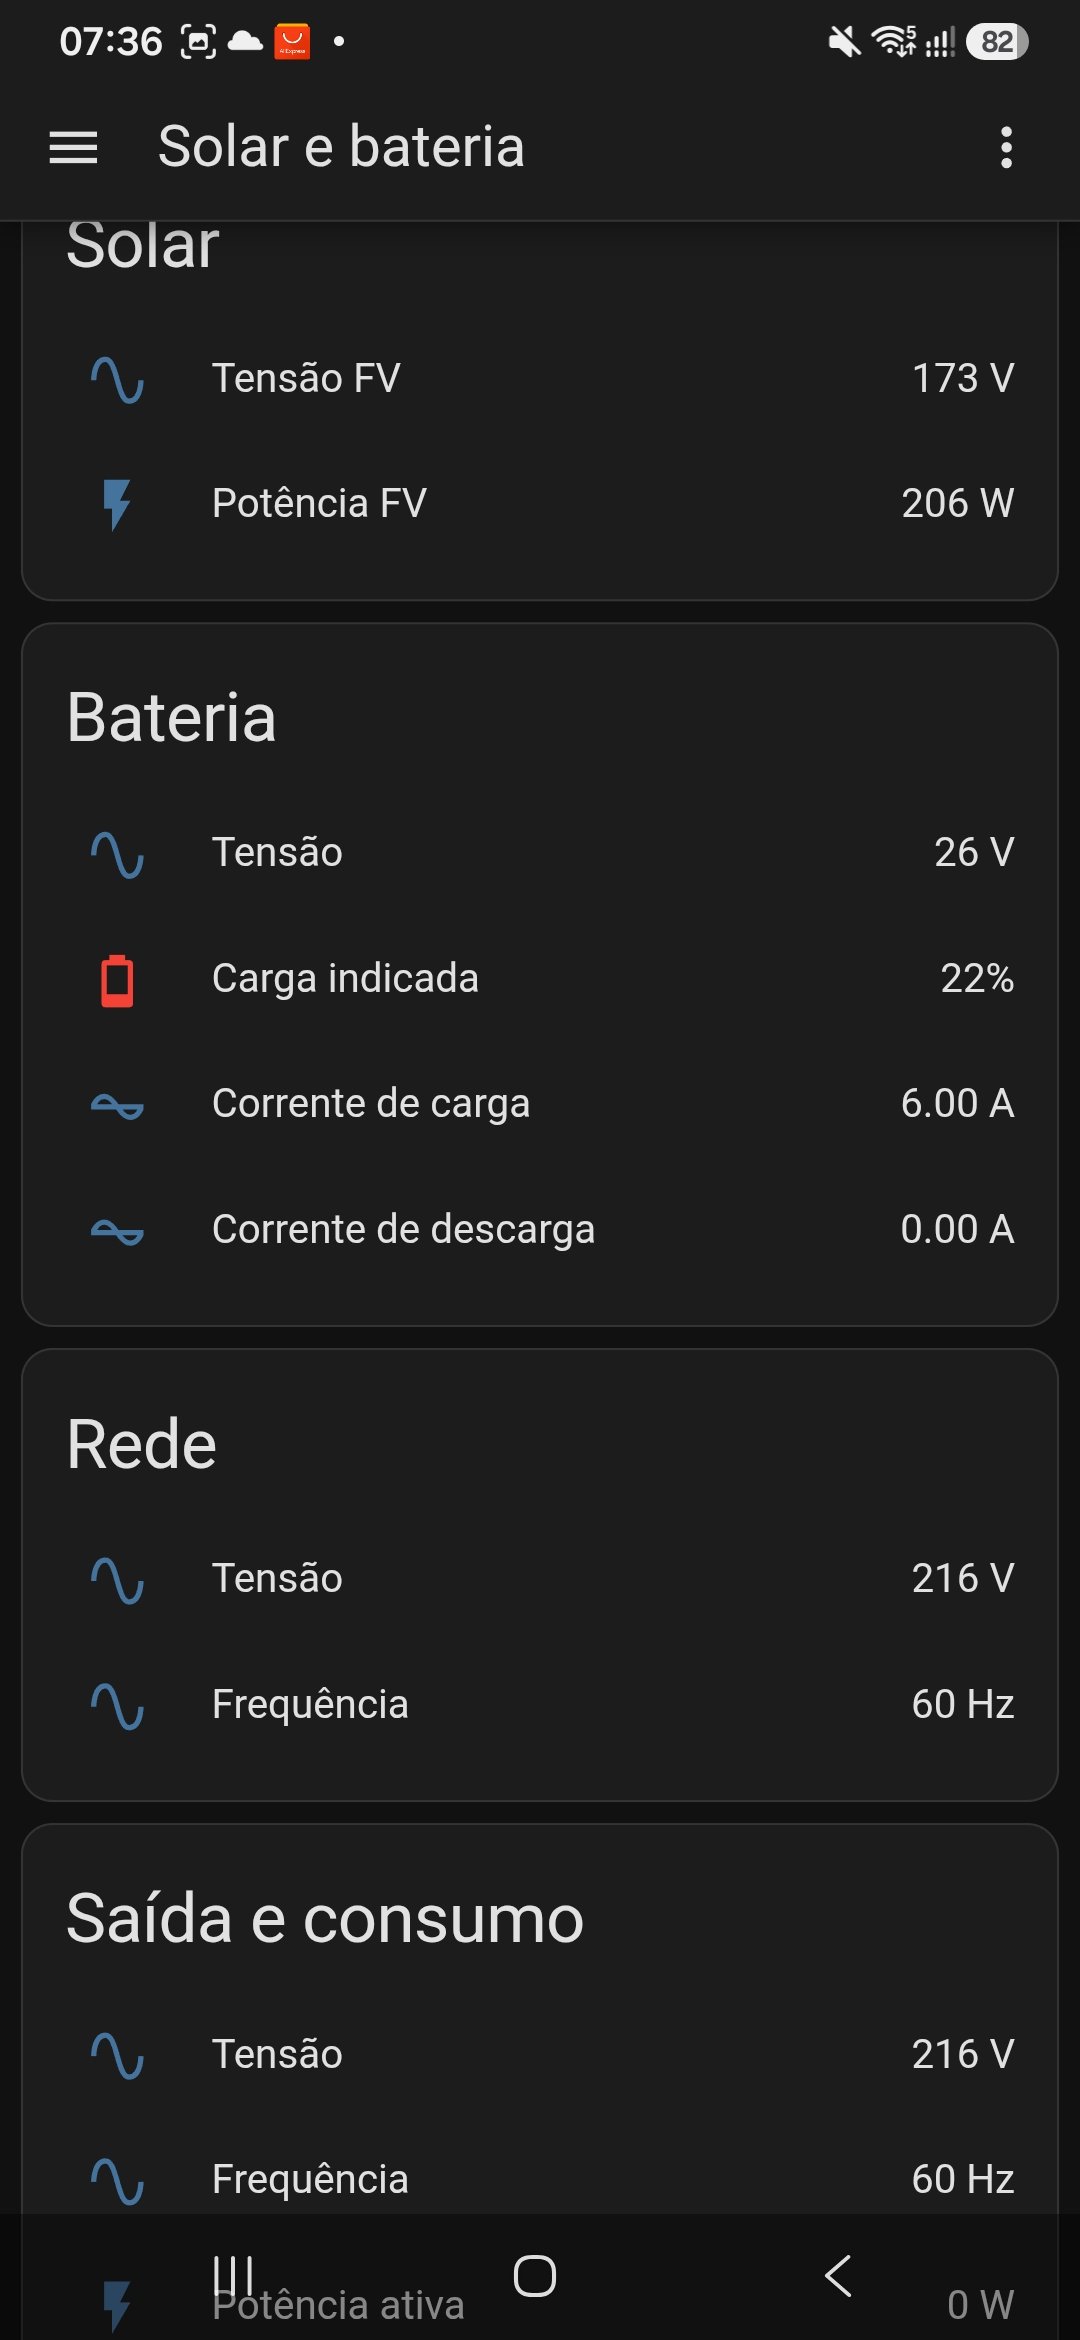 07:36
82
Solar e bateria
Solar
Tensão FV 173 V
Potência FV 206 W
Bateria
Tensão 26 V
Carga indicada 22%
Corrente de carga 6.00 A
Corrente de descarga 0.00 A
Rede
Tensão 216 V
Frequência 60 Hz
Saída e consumo
Tensão 216 V
Frequência 60 Hz
Potência ativa 0 W